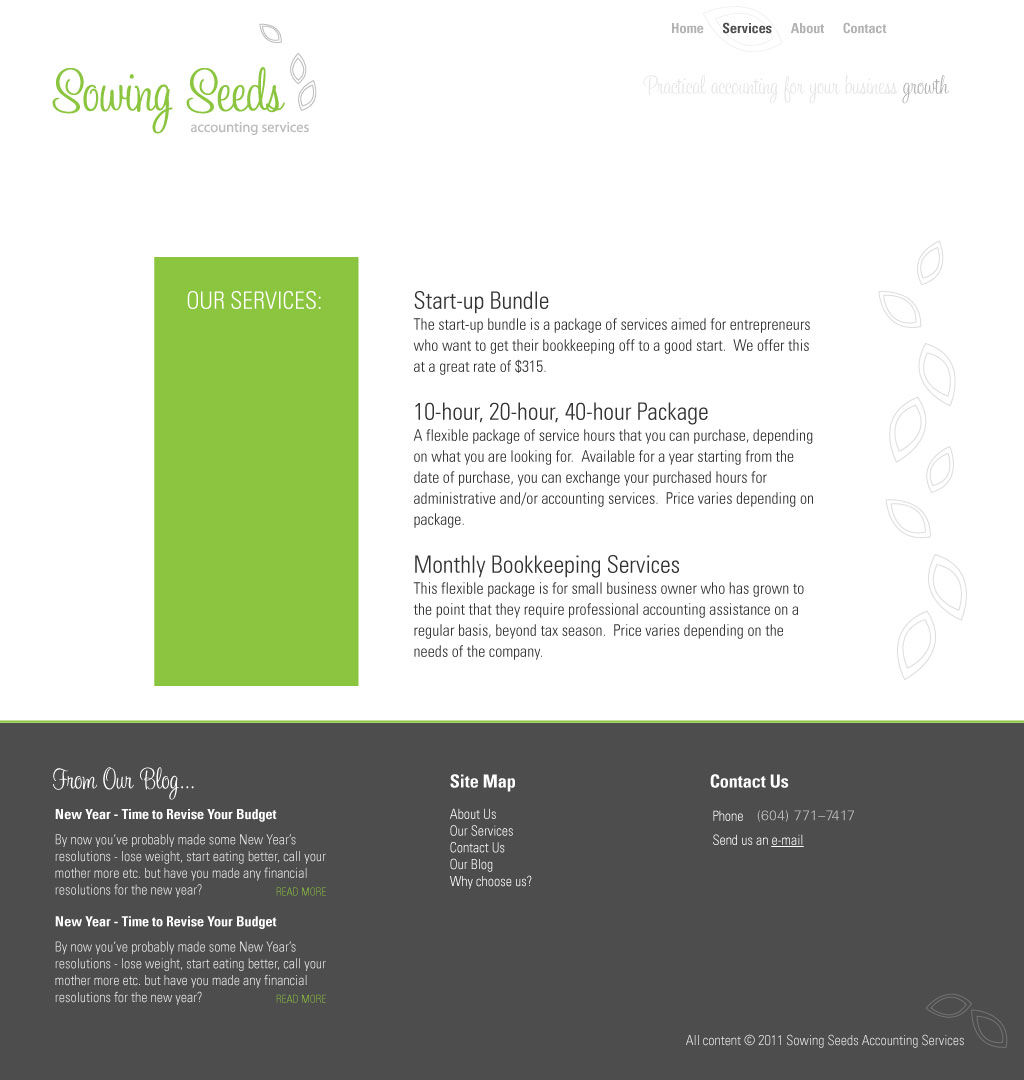 Home Services About Contact
Sowing Seeds
accounting services
Practical accounting for your business growth
OUR SERVICES:
Start-up Bundle
The start-up bundle is a package of services aimed for entrepreneurs
who want to get their bookkeeping off to a good start. We offer this
at a great rate of $315.
10-hour, 20-hour, 40-hour Package
A flexible package of service hours that you can purchase, depending
on what you are looking for. Available for a year starting from the
date of purchase, you can exchange your purchased hours for
administrative and/or accounting services. Price varies depending on
package.
Monthly Bookkeeping Services
This flexible package is for small business owner who has grown to
the point that they require professional accounting assistance on a
regular basis, beyond tax season. Price varies depending on the
needs of the company.
From Our Blog...
New Year - Time to Revise Your Budget
By now you've probably made some New Year's
resolutions - lose weight, start eating better, call your
mother more etc. but have you made any financial
resolutions for the new year? READ MORE
New Year - Time to Revise Your Budget
By now you've probably made some New Year's
resolutions - lose weight, start eating better, call your
mother more etc. but have you made any financial
resolutions for the new year? READ MORE
Site Map
About Us
Our Services
Contact Us
Our Blog
Why choose us?
Contact Us
Phone (604) 771-7417
Send us an e-mail
All content © 2011 Sowing Seeds Accounting Services